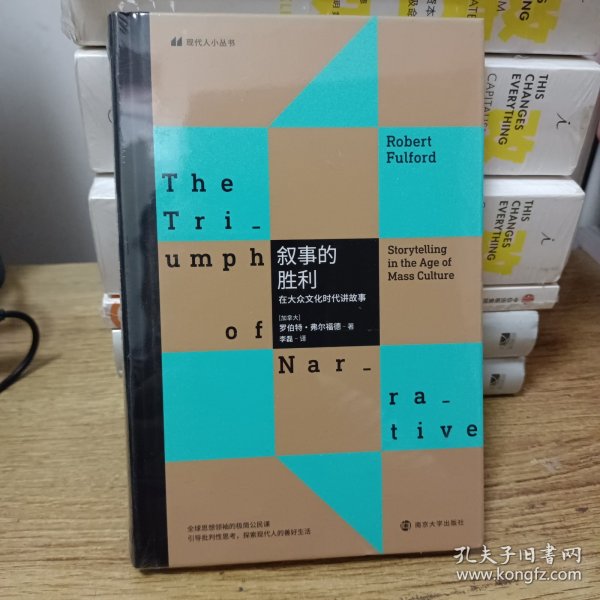 现代人小丛书
Robert
Fulford
The
Tri_
umph
of
Nar_
ra_
tive
叙事的
胜利
在大众文化时代讲故事
[加拿大]
罗伯特·弗尔福德-著
李磊-译
Storytelling
in the Age of
Mass Culture
全球思想领袖的极简公民课
引导批判性思考，探索现代人的善好生活
南京大学出版社
THIS
CHANGES
EVERYTHING
CAPITALISM
THIS
CHANGES
EVERYTHING
THIS
CHANGES
EVERYTHING
孔夫子旧书网
www.kongfz.com